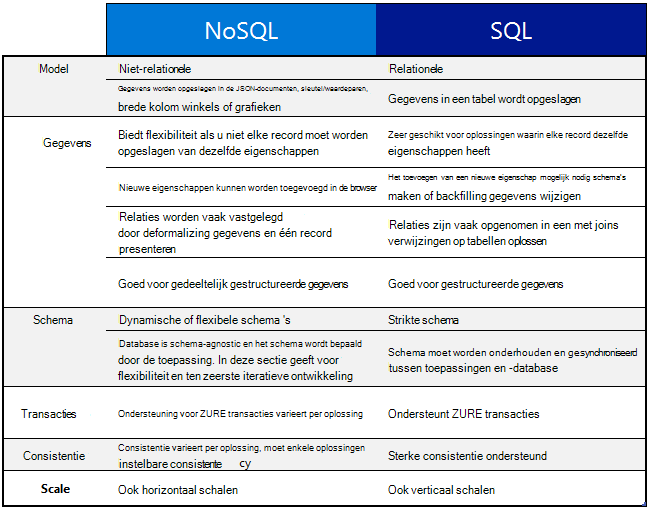 NoSQL
SQL
Model
Niet-relationele
Relationele
Gegevens worden opgeslagen in de JSON-documenten, sleutel/waardeparen,
brede kolom winkels of grafieken
Gegevens in een tabel wordt opgeslagen
Gegevens
Biedt flexibiliteit als u niet elke record moet worden
opgeslagen van dezelfde eigenschappen
Zeer geschikt voor oplossingen waarin elke record dezelfde
eigenschappen heeft
Nieuwe eigenschappen kunnen worden toegevoegd in de browser
Het toevoegen van een nieuwe eigenschap mogelijk nodig schema's
maken of backfilling gegevens wijzigen
Relaties worden vaak vastgelegd
door deformalizing gegevens en één record
presenteren
Relaties zijn vaak opgenomen in een met joins
verwijzingen op tabellen oplossen
Goed voor gedeeltelijk gestructureerde gegevens
Goed voor gestructureerde gegevens
Schema
Dynamische of flexibele schema 's
Strikte schema
Database is schema-agnostic en het schema wordt bepaald
door de toepassing. In deze sectie geeft voor
flexibiliteit en ten zeerste iteratieve ontwikkeling
Schema moet worden onderhouden en gesynchroniseerd
tussen toepassingen en -database
Transacties
Ondersteuning voor ZURE transacties varieert per oplossing
Ondersteunt ZURE transacties
Consistentie
Consistentie varieert per oplossing, moet enkele oplossingen
instelbare consistente cy
Sterke consistentie ondersteund
Scale
Ook horizontaal schalen
Ook verticaal schalen